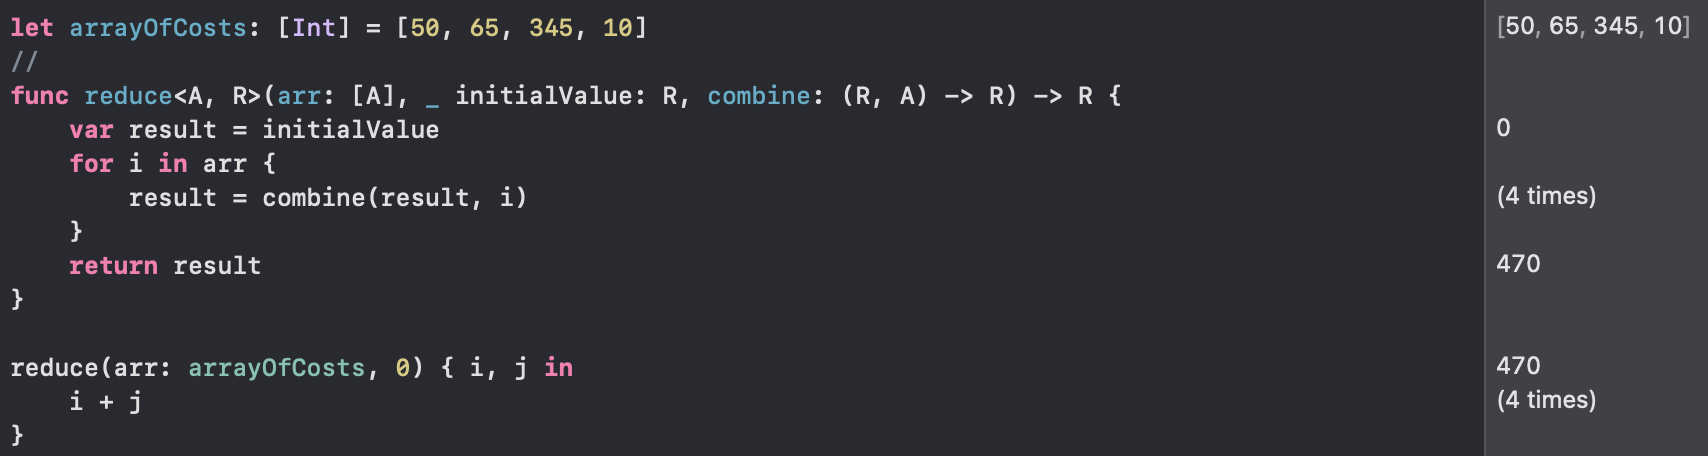 let arrayOfCosts: [Int] = [50, 65, 345, 10] [50, 65, 345, 10]
//
func reduce<A, R>(arr: [A], _ initialValue: R, combine: (R, A) -> R) -> R {
    var result = initialValue 0
    for i in arr {
        result = combine(result, i) (4 times)
    }
    return result 470
}
reduce(arr: arrayOfCosts, 0) { i, j in 470
    i + j (4 times)
}